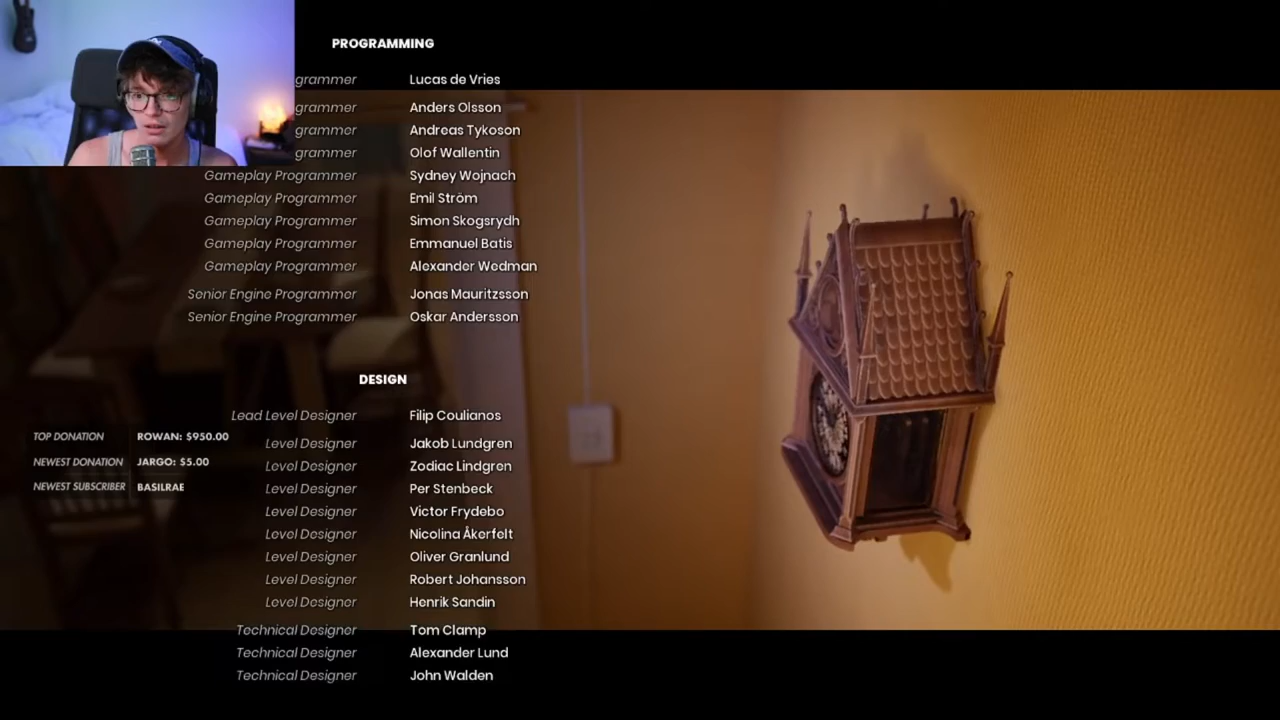 PROGRAMMING
grammer Lucas de Vries
grammer Anders Olsson
grammer Andreas Tykoson
grammer Olof Wallentin
Gameplay Programmer Sydney Wojnach
Gameplay Programmer Emil Ström
Gameplay Programmer Simon Skogsrydh
Gameplay Programmer Emmanuel Batis
Gameplay Programmer Alexander Wedman
Senior Engine Programmer Jonas Mauritzsson
Senior Engine Programmer Oskar Andersson
DESIGN
Lead Level Designer Filip Coulianos
Level Designer Jakob Lundgren
Level Designer Zodiac Lindgren
Level Designer Per Stenbeck
Level Designer Victor Frydebo
Level Designer Nicolina Åkerfelt
Level Designer Oliver Granlund
Level Designer Robert Johansson
Level Designer Henrik Sandin
Technical Designer Tom Clamp
Technical Designer Alexander Lund
Technical Designer John Walden
TOP DONATION ROWAN: $950.00
NEWEST DONATION JARGO: $5.00
NEWEST SUBSCRIBER BASILRAE